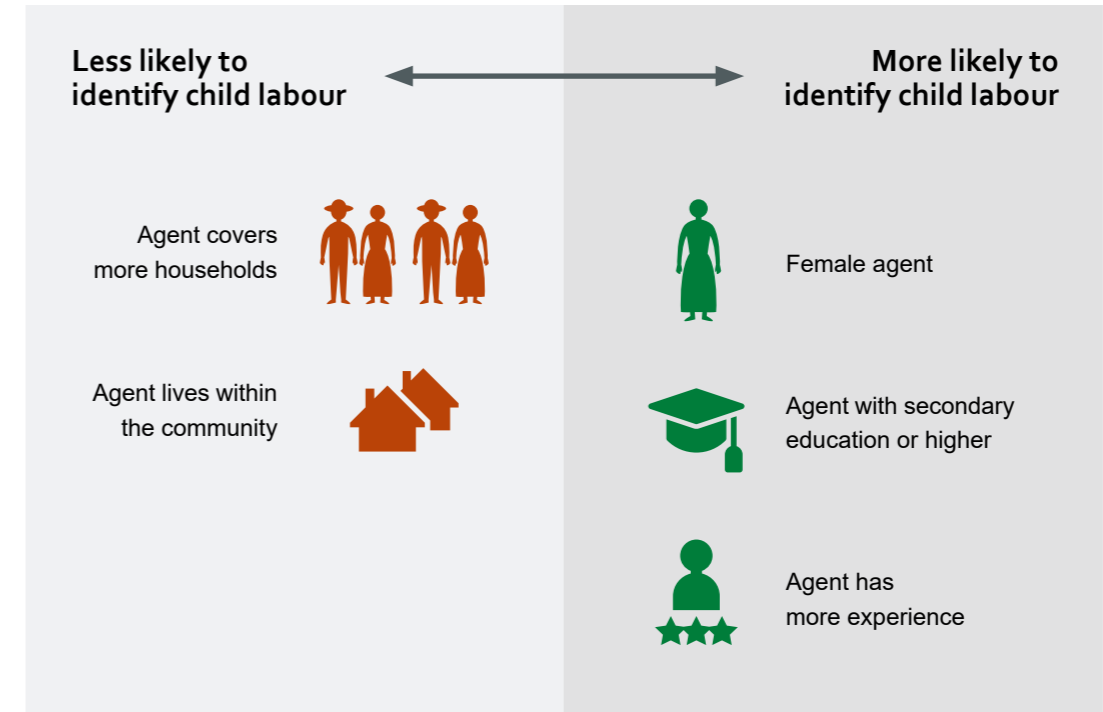 Less likely to
identify child labour
More likely to
identify child labour
Agent covers
more households
Agent lives within
the community
Female agent
Agent with secondary
education or higher
Agent has
more experience